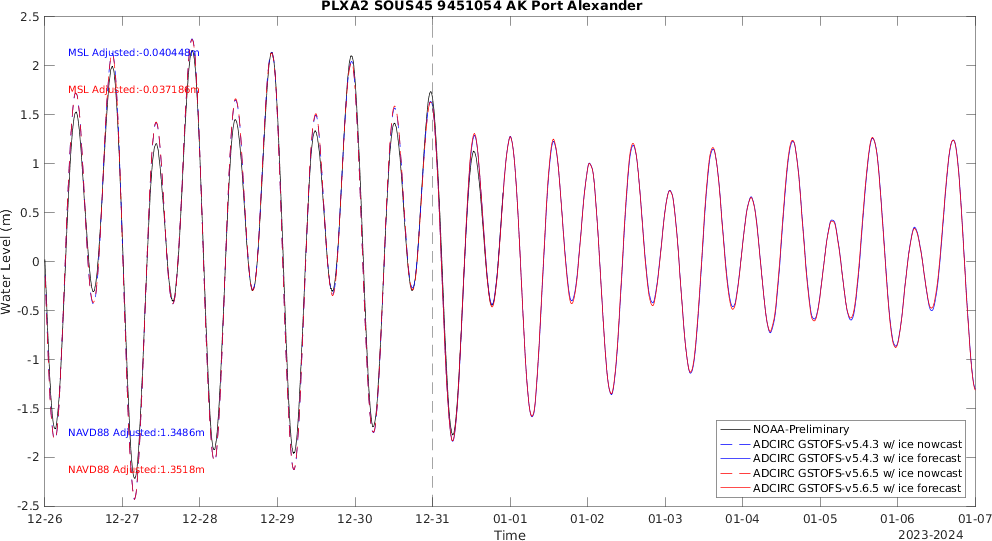 PLXA2 SOUS45 9451054 AK Port Alexander
2.5
2
1.5
1
0.5
0
-0.5
-1
-1.5
-2
-2.5
Water Level (m)
MSL Adjusted:-0.040448m
MSL Adjusted:-0.037186m
NAVD88 Adjusted:1.3486m
NAVD88 Adjusted:1.3518m
NOAA-Preliminary
ADCIRC GSTOFS-v5.4.3 w/ ice nowcast
ADCIRC GSTOFS-v5.4.3 w/ ice forecast
ADCIRC GSTOFS-v5.6.5 w/ ice nowcast
ADCIRC GSTOFS-v5.6.5 w/ ice forecast
12-26 12-27 12-28 12-29 12-30 12-31 01-01 01-02 01-03 01-04 01-05 01-06 01-07
Time
2023-2024